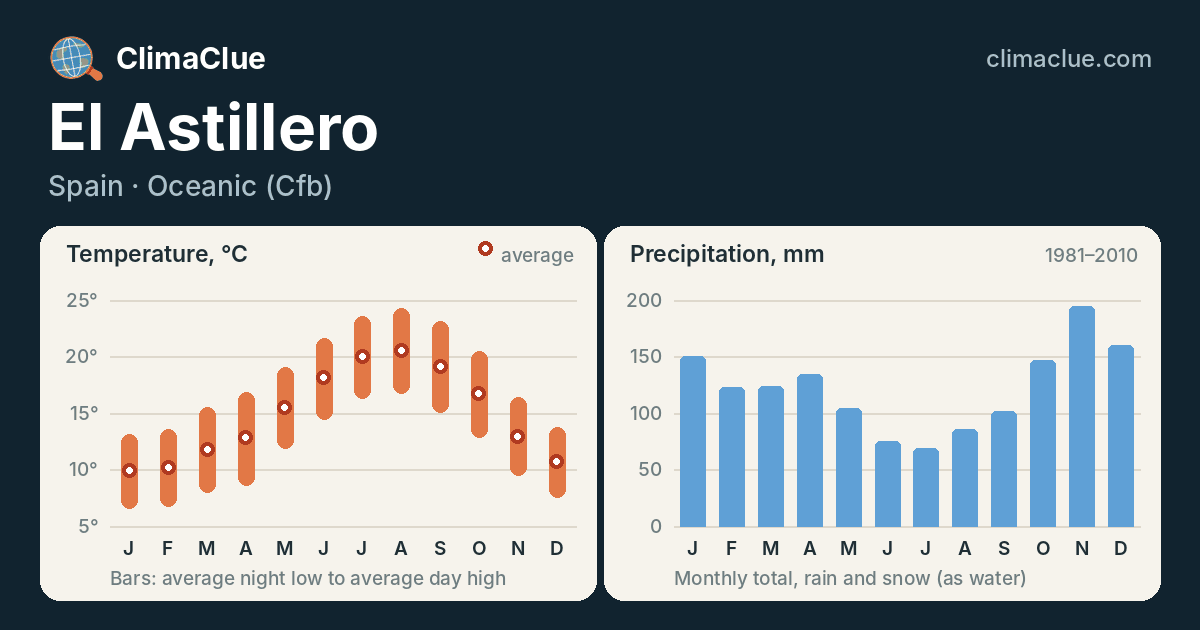 ClimaClue
climaclue.com
El Astillero
Spain · Oceanic (Cfb)
Temperature, °C
average
25°
20°
15°
10°
5°
J F M A M J J A S O N D
Bars: average night low to average day high
Precipitation, mm
1981–2010
200
150
100
50
0
J F M A M J J A S O N D
Monthly total, rain and snow (as water)